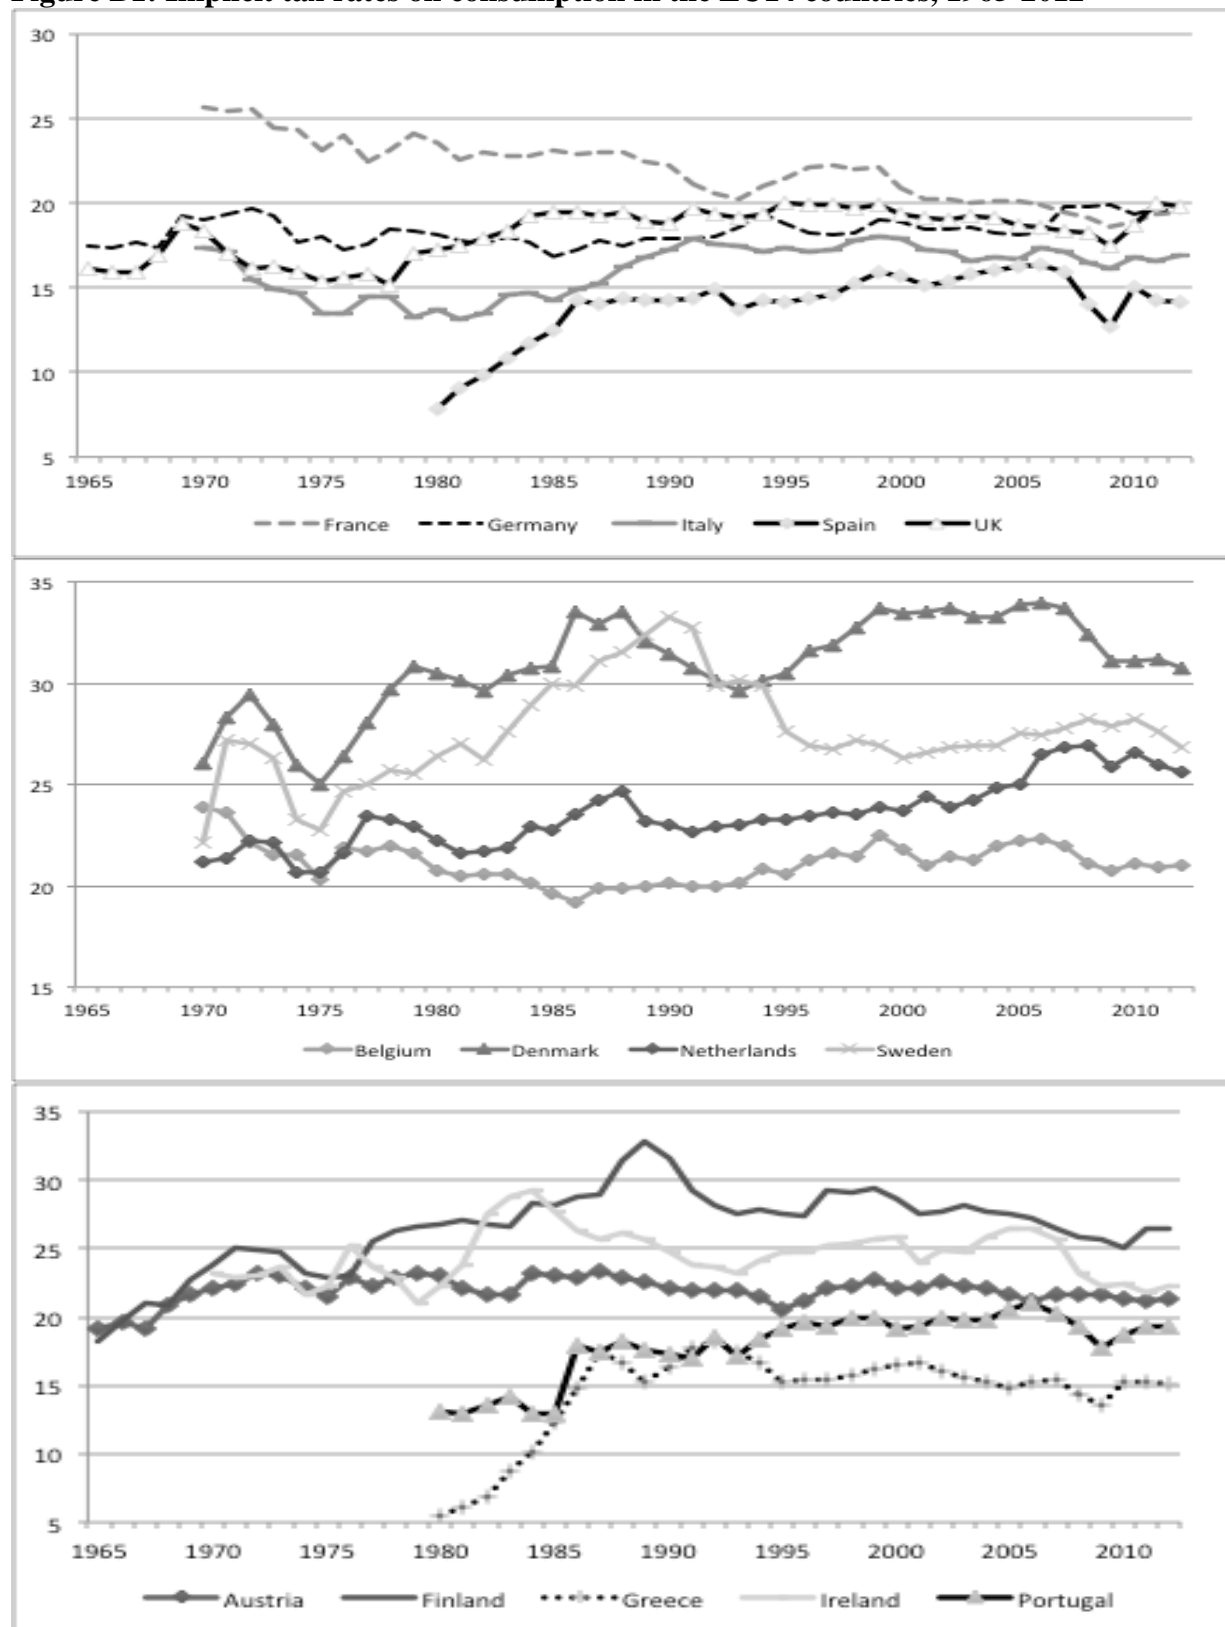 Figure B1: Implicit tax rates on consumption in the EU14 countries, 1965-2012
30
25
20
15
10
5
1965 1970 1975 1980 1985 1990 1995 2000 2005 2010
France Germany Italy Spain UK
35
30
25
20
15
1965 1970 1975 1980 1985 1990 1995 2000 2005 2010
Belgium Denmark Netherlands Sweden
35
30
25
20
15
10
5
1965 1970 1975 1980 1985 1990 1995 2000 2005 2010
Austria Finland Greece Ireland Portugal